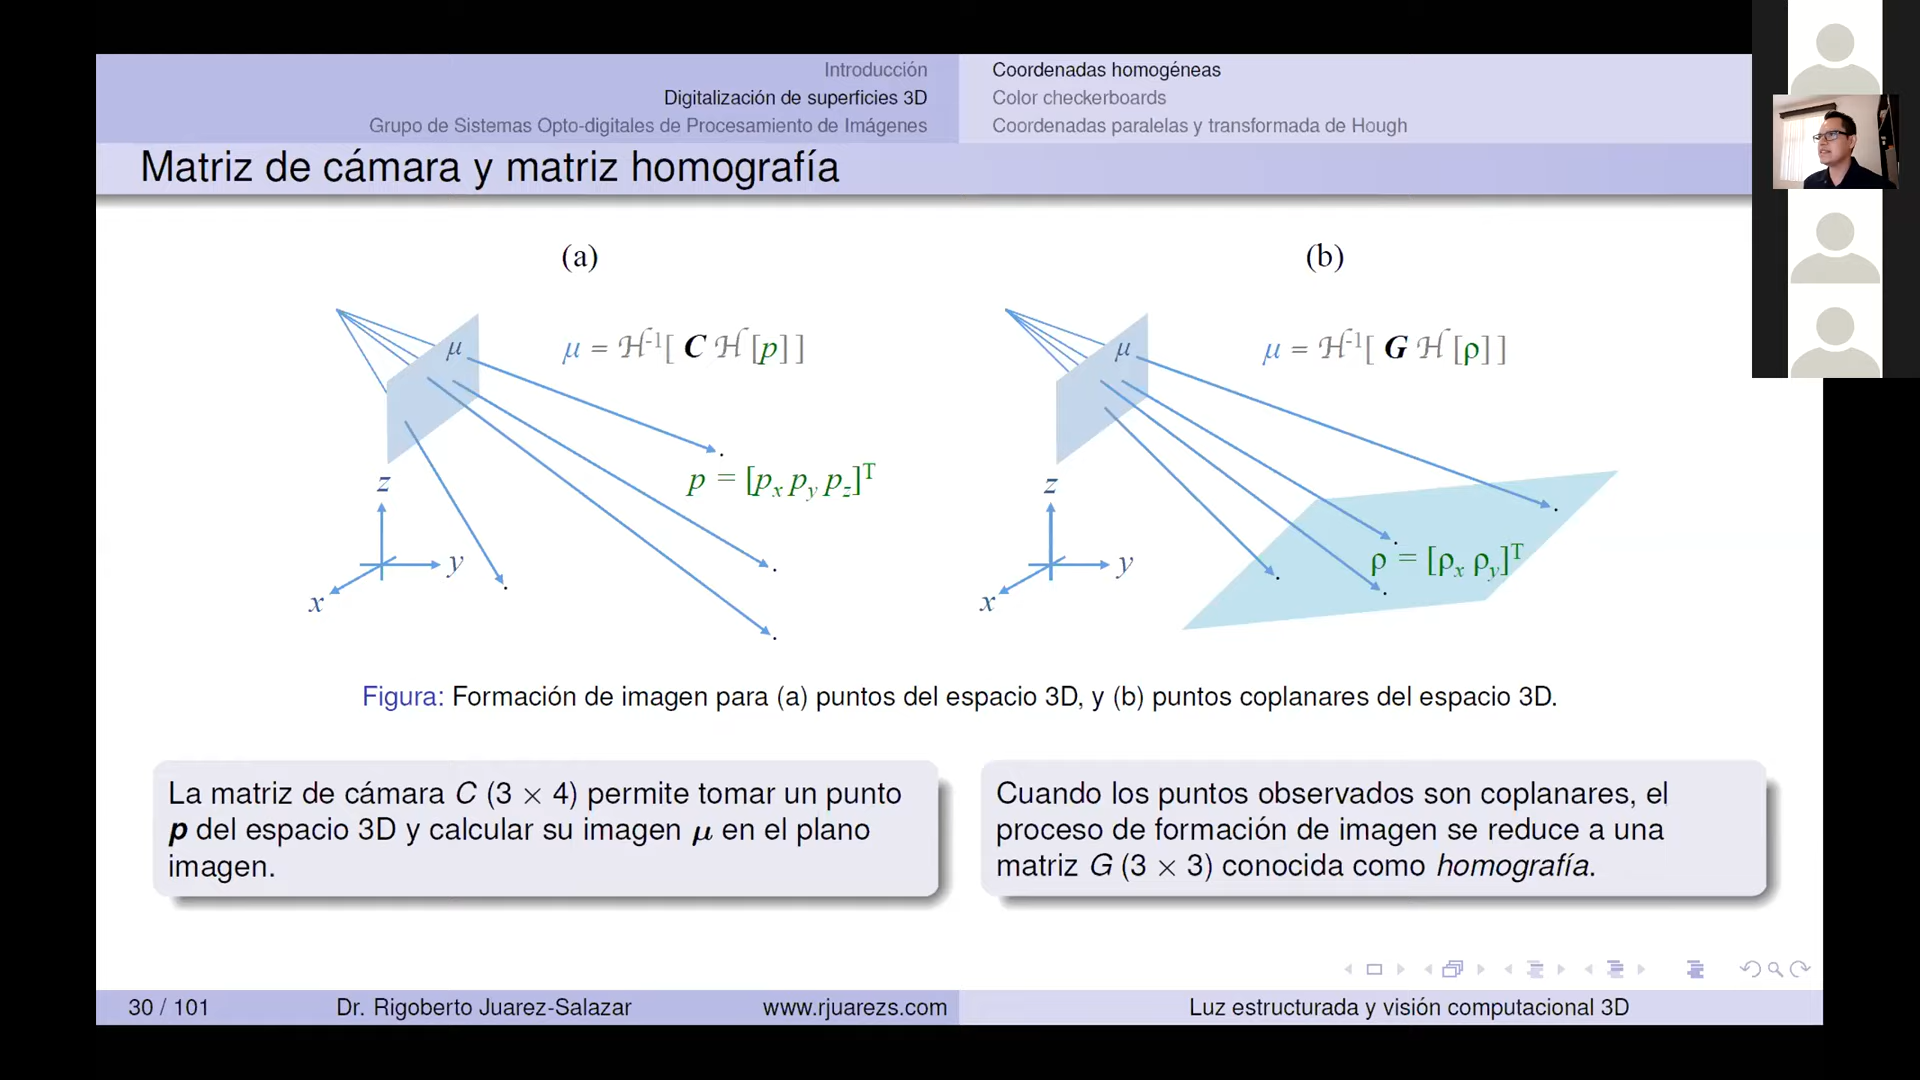 Introducción
Digitalización de superficies 3D
Grupo de Sistemas Opto-digitales de Procesamiento de Imágenes
Coordenadas homogéneas
Color checkerboards
Coordenadas paralelas y transformada de Hough
Matriz de cámara y matriz homografía
(a)
μ
μ = ℋ⁻¹[ C ℋ [p] ]
p = [pₓ p_y p_z]ᵀ
z
y
x
(b)
μ
μ = ℋ⁻¹[ G ℋ [ρ] ]
ρ = [ρₓ ρ_y]ᵀ
z
y
x
Figura: Formación de imagen para (a) puntos del espacio 3D, y (b) puntos coplanares del espacio 3D.
La matriz de cámara C (3 × 4) permite tomar un punto
p del espacio 3D y calcular su imagen μ en el plano
imagen.
Cuando los puntos observados son coplanares, el
proceso de formación de imagen se reduce a una
matriz G (3 × 3) conocida como homografía.
30 / 101
Dr. Rigoberto Juarez-Salazar
www.rjuarezs.com
Luz estructurada y visión computacional 3D